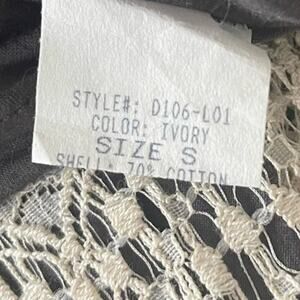 STYLE#: D106-L01
COLOR: IVORY
SIZE S
SHELL: 70% COTTON